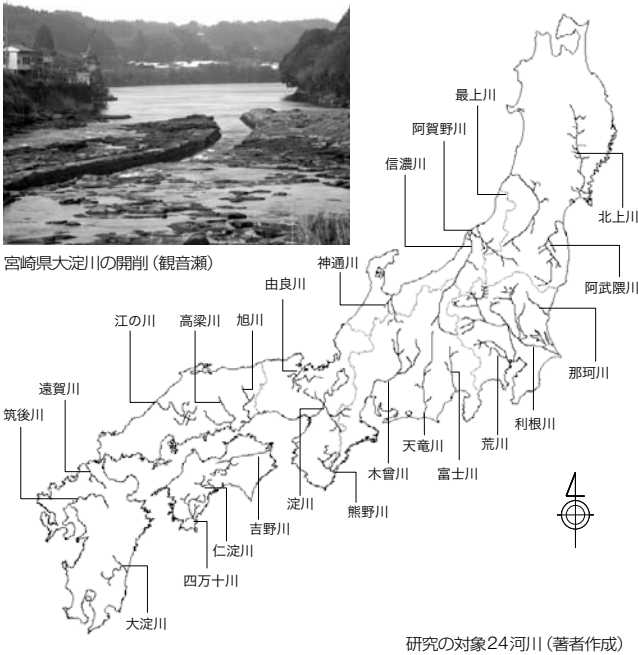 最上川
阿賀野川
信濃川
北上川
宮崎県大淀川の開削（観音瀬）
神通川
阿武隈川
由良川
江の川
高梁川
旭川
那珂川
遠賀川
筑後川
利根川
荒川
天竜川
富士川
木曾川
淀川
熊野川
吉野川
仁淀川
四万十川
大淀川
研究の対象24河川（著者作成）